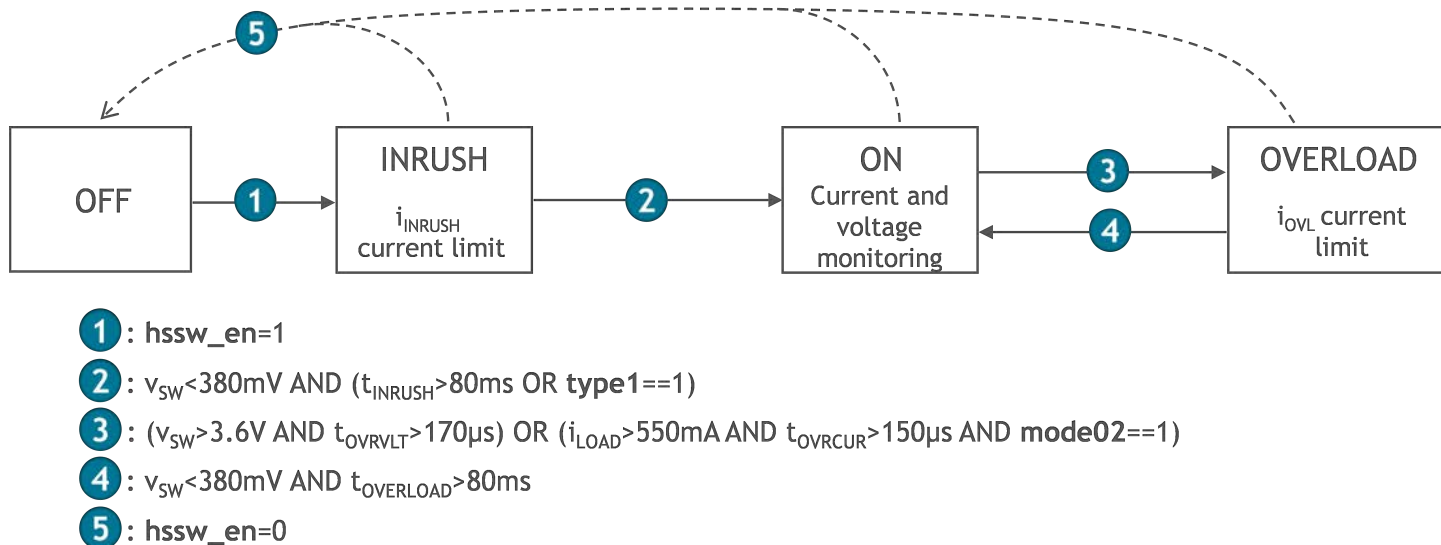 5
OFF
1
INRUSH
iINRUSH
current limit
2
ON
Current and
voltage
monitoring
3
4
OVERLOAD
iOVL current
limit
1 : hssw_en=1
2 : vSW<380mV AND (tINRUSH>80ms OR type1==1)
3 : (vSW>3.6V AND tOVRVLT>170µs) OR (iLOAD>550mA AND tOVRCUR>150µs AND mode02==1)
4 : vSW<380mV AND tOVERLOAD>80ms
5 : hssw_en=0